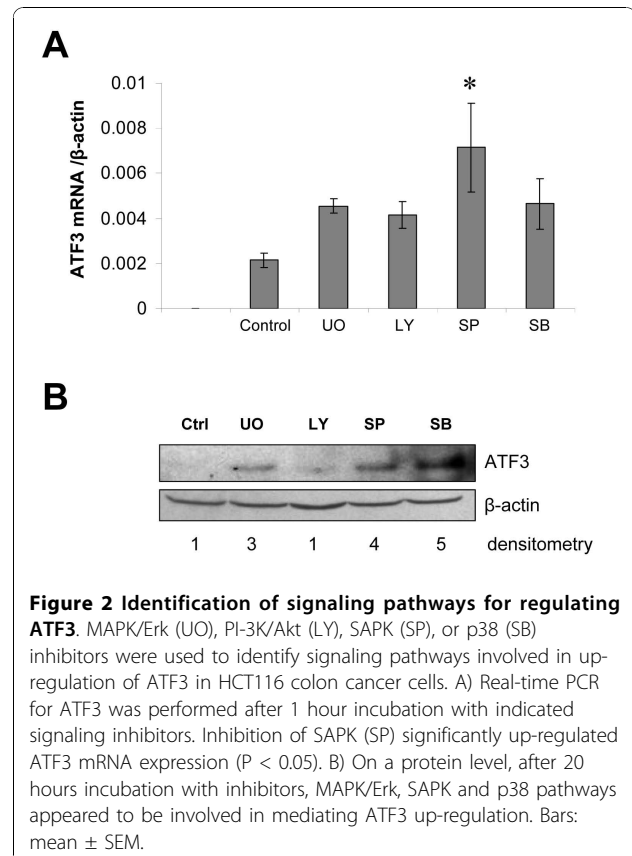 A
ATF3 mRNA /β-actin
0.01
0.008
0.006
0.004
0.002
0
*
Control UO LY SP SB
B
Ctrl UO LY SP SB
ATF3
β-actin
1 3 1 4 5 densitometry
Figure 2 Identification of signaling pathways for regulating
ATF3. MAPK/Erk (UO), PI-3K/Akt (LY), SAPK (SP), or p38 (SB)
inhibitors were used to identify signaling pathways involved in up-
regulation of ATF3 in HCT116 colon cancer cells. A) Real-time PCR
for ATF3 was performed after 1 hour incubation with indicated
signaling inhibitors. Inhibition of SAPK (SP) significantly up-regulated
ATF3 mRNA expression (P < 0.05). B) On a protein level, after 20
hours incubation with inhibitors, MAPK/Erk, SAPK and p38 pathways
appeared to be involved in mediating ATF3 up-regulation. Bars:
mean ± SEM.